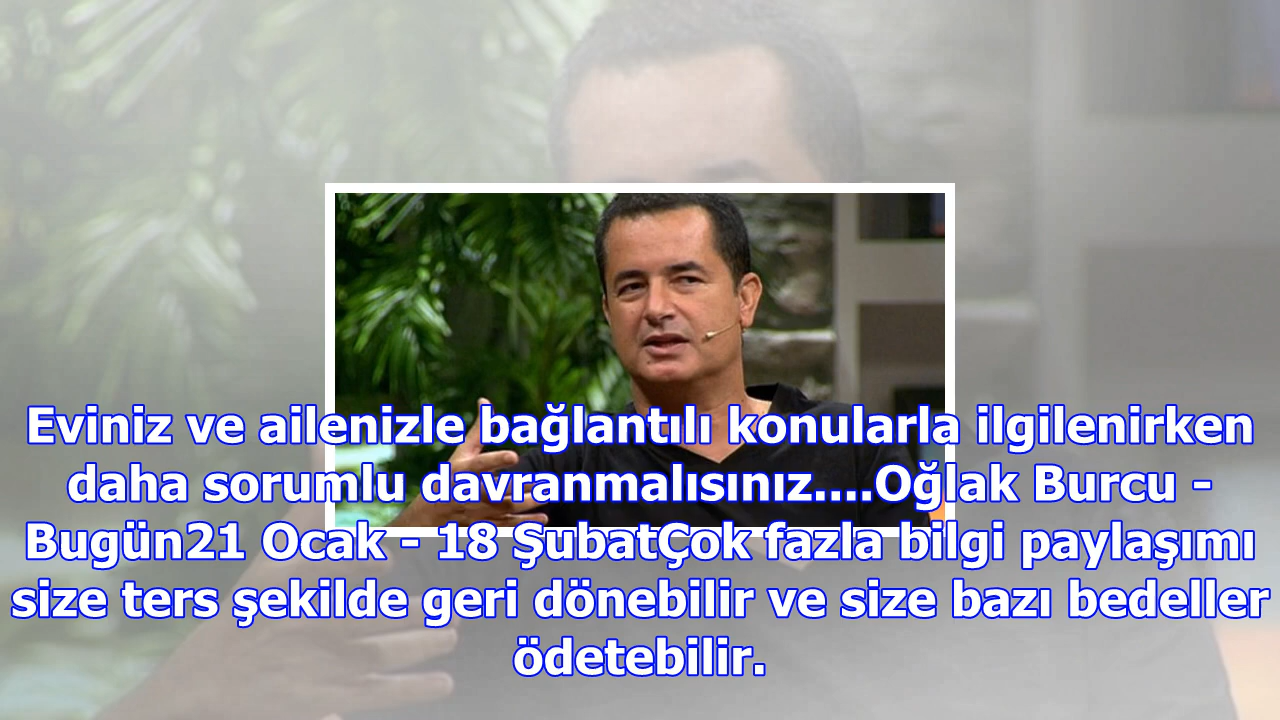 Eviniz ve ailenizle bağlantılı konularla ilgilenirken
daha sorumlu davranmalısınız....Oğlak Burcu -
Bugün21 Ocak - 18 ŞubatÇok fazla bilgi paylaşımı
size ters şekilde geri dönebilir ve size bazı bedeller
ödetebilir.